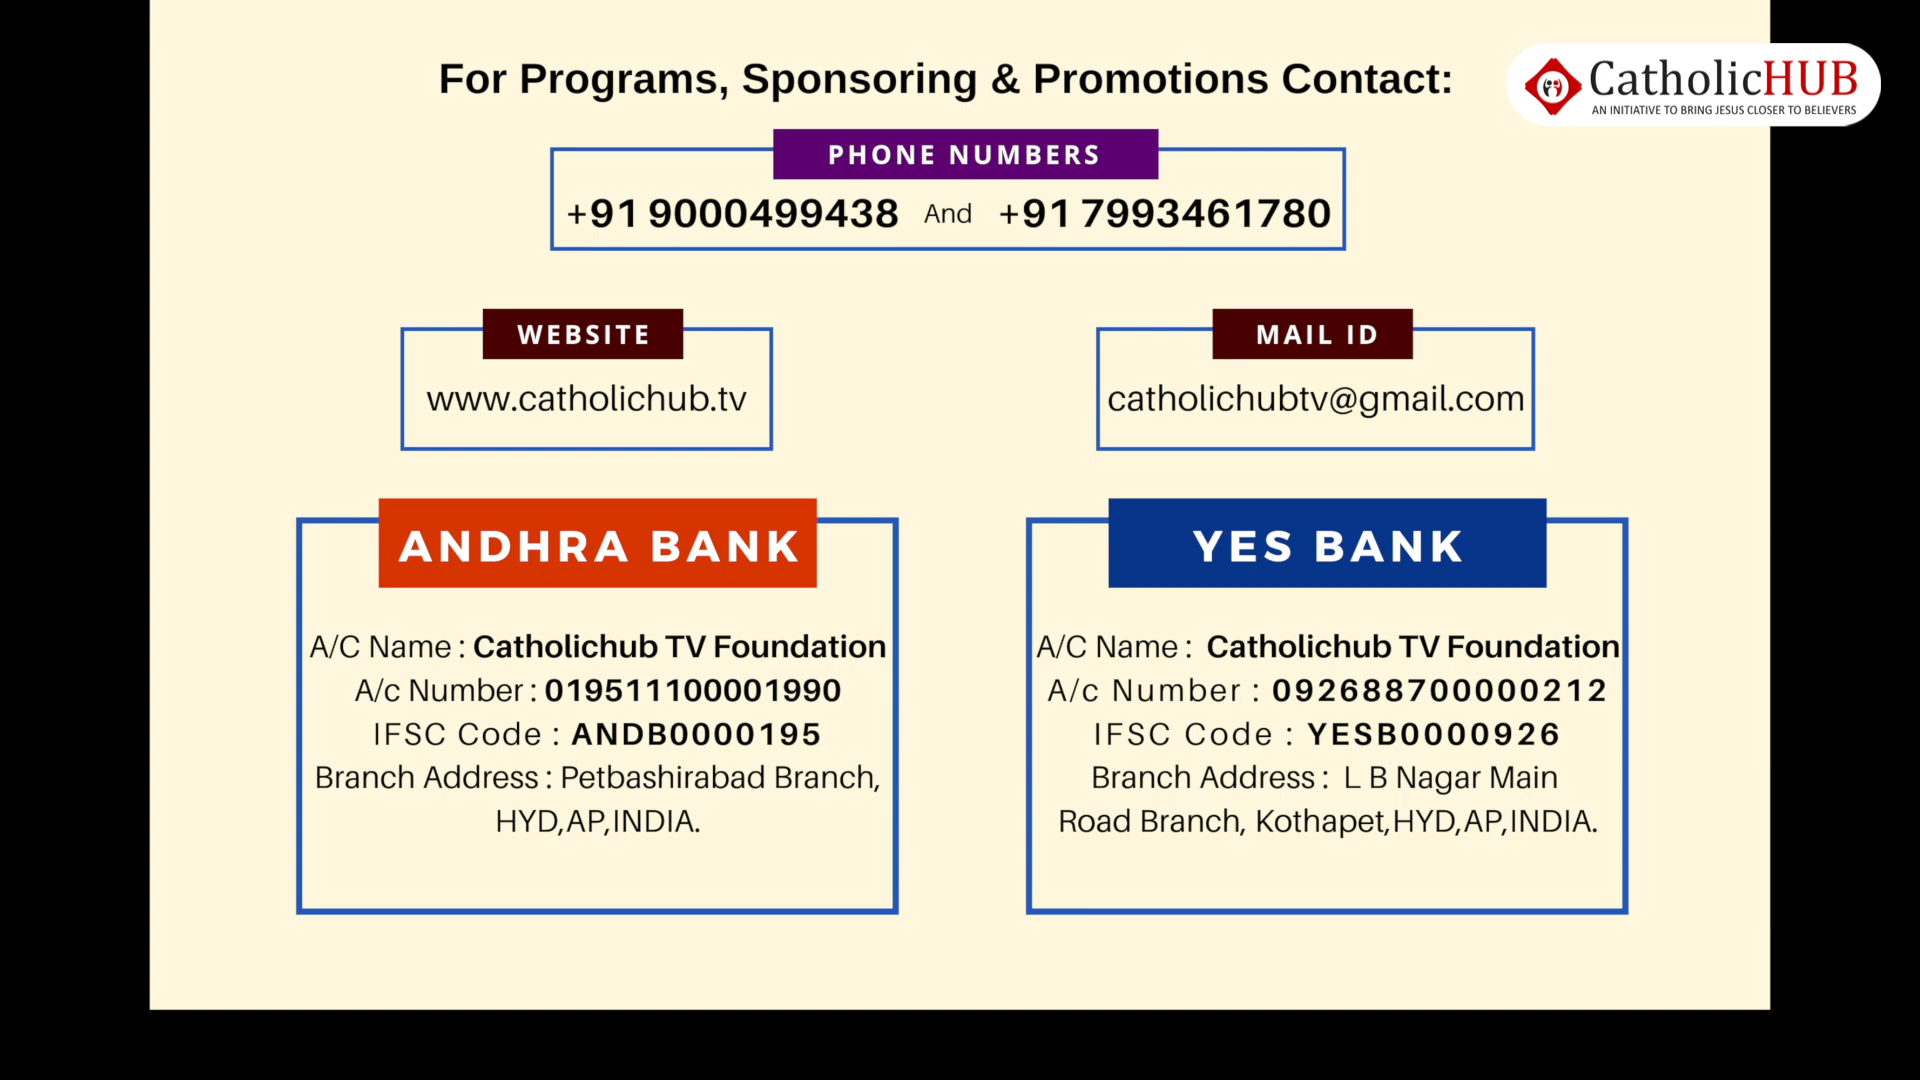 For Programs, Sponsoring & Promotions Contact:
CatholicHUB
AN INITIATIVE TO BRING JESUS CLOSER TO BELIEVERS
PHONE NUMBERS
+91 9000499438 And +91 7993461780
WEBSITE
www.catholichub.tv
MAIL ID
catholichubtv@gmail.com
ANDHRA BANK
A/C Name : Catholichub TV Foundation
A/c Number : 019511100001990
IFSC Code : ANDB0000195
Branch Address : Petbashirabad Branch,
HYD,AP,INDIA.
YES BANK
A/C Name : Catholichub TV Foundation
A/c Number : 092688700000212
IFSC Code : YESB0000926
Branch Address : L B Nagar Main
Road Branch, Kothapet,HYD,AP,INDIA.